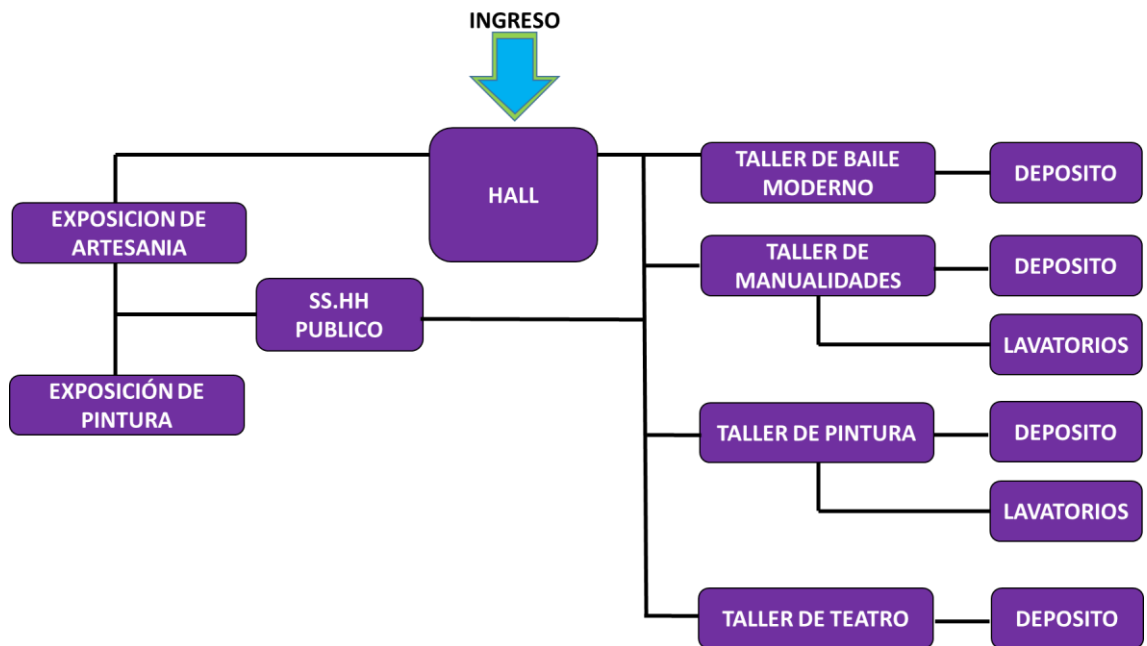 INGRESO
HALL
EXPOSICION DE
ARTESANIA
SS.HH
PUBLICO
EXPOSICIÓN DE
PINTURA
TALLER DE BAILE
MODERNO
DEPOSITO
TALLER DE
MANUALIDADES
DEPOSITO
LAVATORIOS
TALLER DE PINTURA
DEPOSITO
LAVATORIOS
TALLER DE TEATRO
DEPOSITO